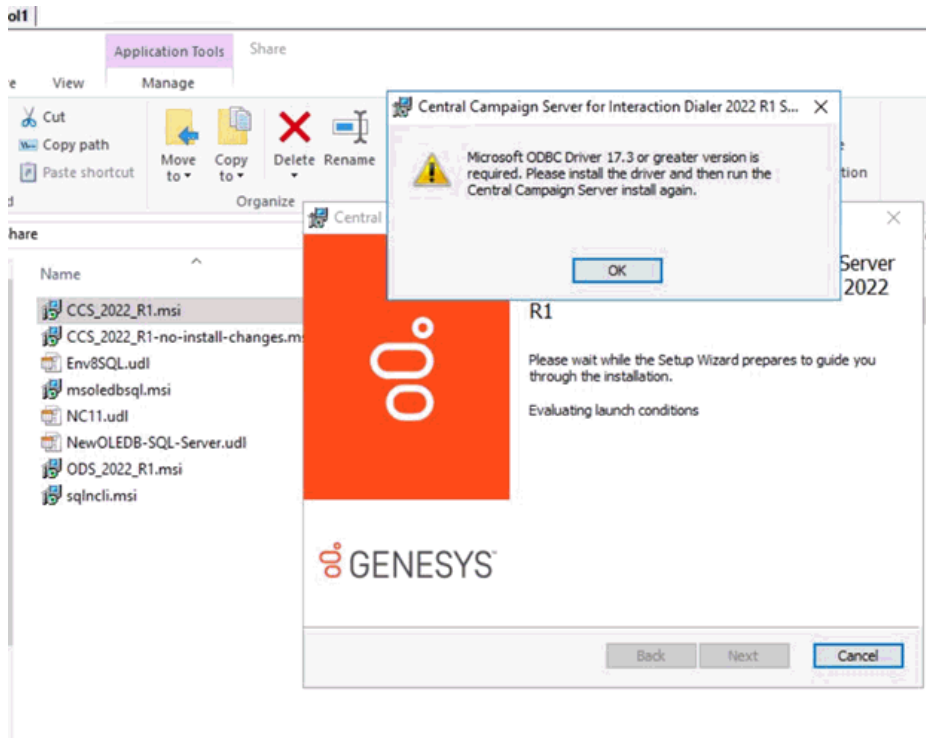 ol1
Application Tools
Share
View
Manage
Cut
Copy path
Paste shortcut
Move to
Copy to
Delete
Rename
Organize
Central Campaign Server for Interaction Dialer 2022 R1 S...
Microsoft ODBC Driver 17.3 or greater version is
required. Please install the driver and then run the
Central Campaign Server install again.
OK
tion
hare
Central
Server
2022
R1
Name
CCS_2022_R1.msi
CCS_2022_R1-no-install-changes.m
Env8SQL.udl
msoledbsql.msi
NC11.udl
NewOLEDB-SQL-Server.udl
ODS_2022_R1.msi
sqlncli.msi
Please wait while the Setup Wizard prepares to guide you
through the installation.
Evaluating launch conditions
GENESYS
Back
Next
Cancel